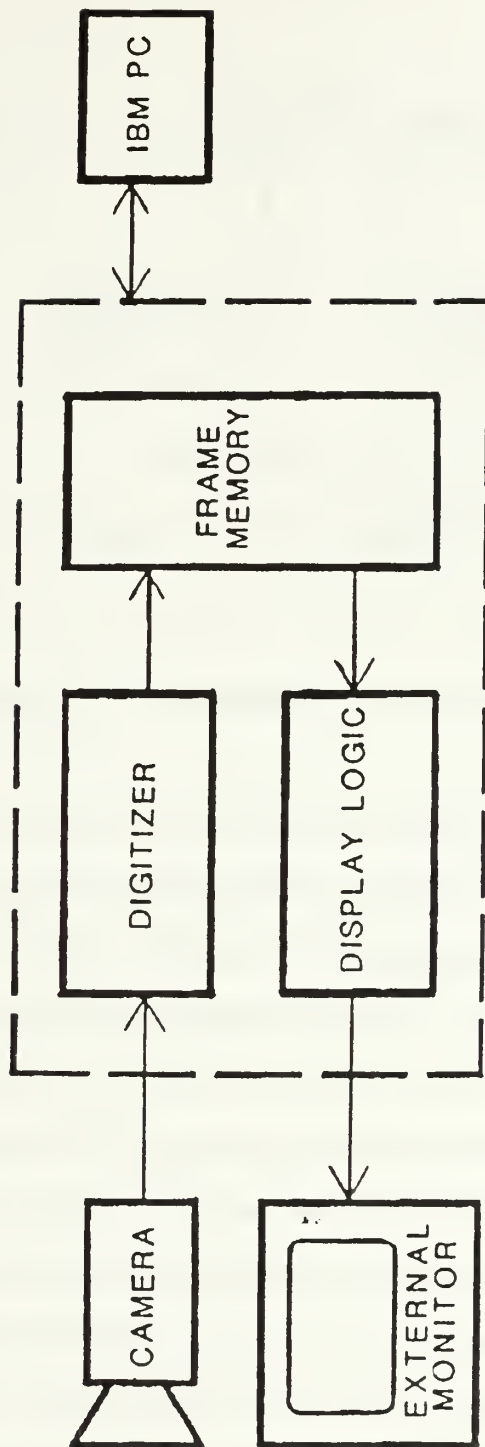 CAMERA
DIGITIZER
FRAME
MEMORY
IBM PC
EXTERNAL
MONITOR
DISPLAY LOGIC